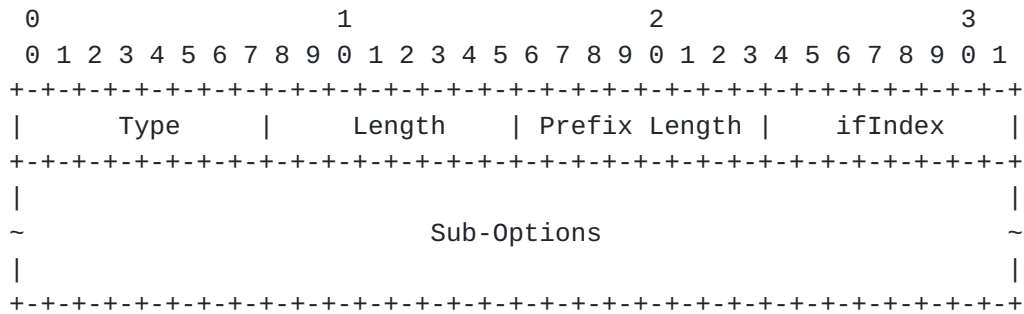 0                   1                   2                   3
 0 1 2 3 4 5 6 7 8 9 0 1 2 3 4 5 6 7 8 9 0 1 2 3 4 5 6 7 8 9 0 1
+-+-+-+-+-+-+-+-+-+-+-+-+-+-+-+-+-+-+-+-+-+-+-+-+-+-+-+-+-+-+-+-+
|      Type     |     Length    | Prefix Length |    ifIndex    |
+-+-+-+-+-+-+-+-+-+-+-+-+-+-+-+-+-+-+-+-+-+-+-+-+-+-+-+-+-+-+-+-+
|                                                               |
~                          Sub-Options                          ~
|                                                               |
+-+-+-+-+-+-+-+-+-+-+-+-+-+-+-+-+-+-+-+-+-+-+-+-+-+-+-+-+-+-+-+-+